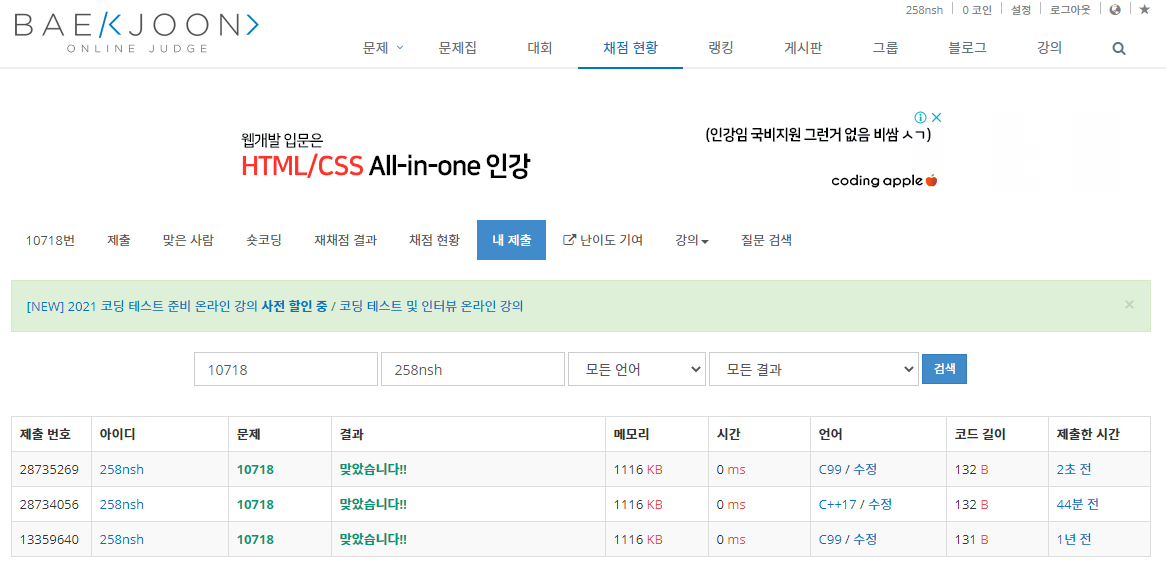 258nsh 0 코인 설정 로그아웃
BAEKJOON>
ONLINE JUDGE
문제 문제집 대회 채점 현황 랭킹 게시판 그룹 블로그 강의
웹개발 입문은
HTML/CSS All-in-one 인강
(인강임 국비지원 그런거 없음 비쌈 ㅅㄱ)
coding apple
10718번 제출 맞은 사람 숏코딩 재채점 결과 채점 현황 내 제출 난이도 기여 강의 질문 검색
[NEW] 2021 코딩 테스트 준비 온라인 강의 사전 할인 중 / 코딩 테스트 및 인터뷰 온라인 강의 ×
10718 258nsh 모든 언어 모든 결과 검색
제출 번호 아이디 문제 결과 메모리 시간 언어 코드 길이 제출한 시간
28735269 258nsh 10718 맞았습니다!! 1116 KB 0 ms C99 / 수정 132 B 2초 전
28734056 258nsh 10718 맞았습니다!! 1116 KB 0 ms C++17 / 수정 132 B 44분 전
13359640 258nsh 10718 맞았습니다!! 1116 KB 0 ms C99 / 수정 131 B 1년 전